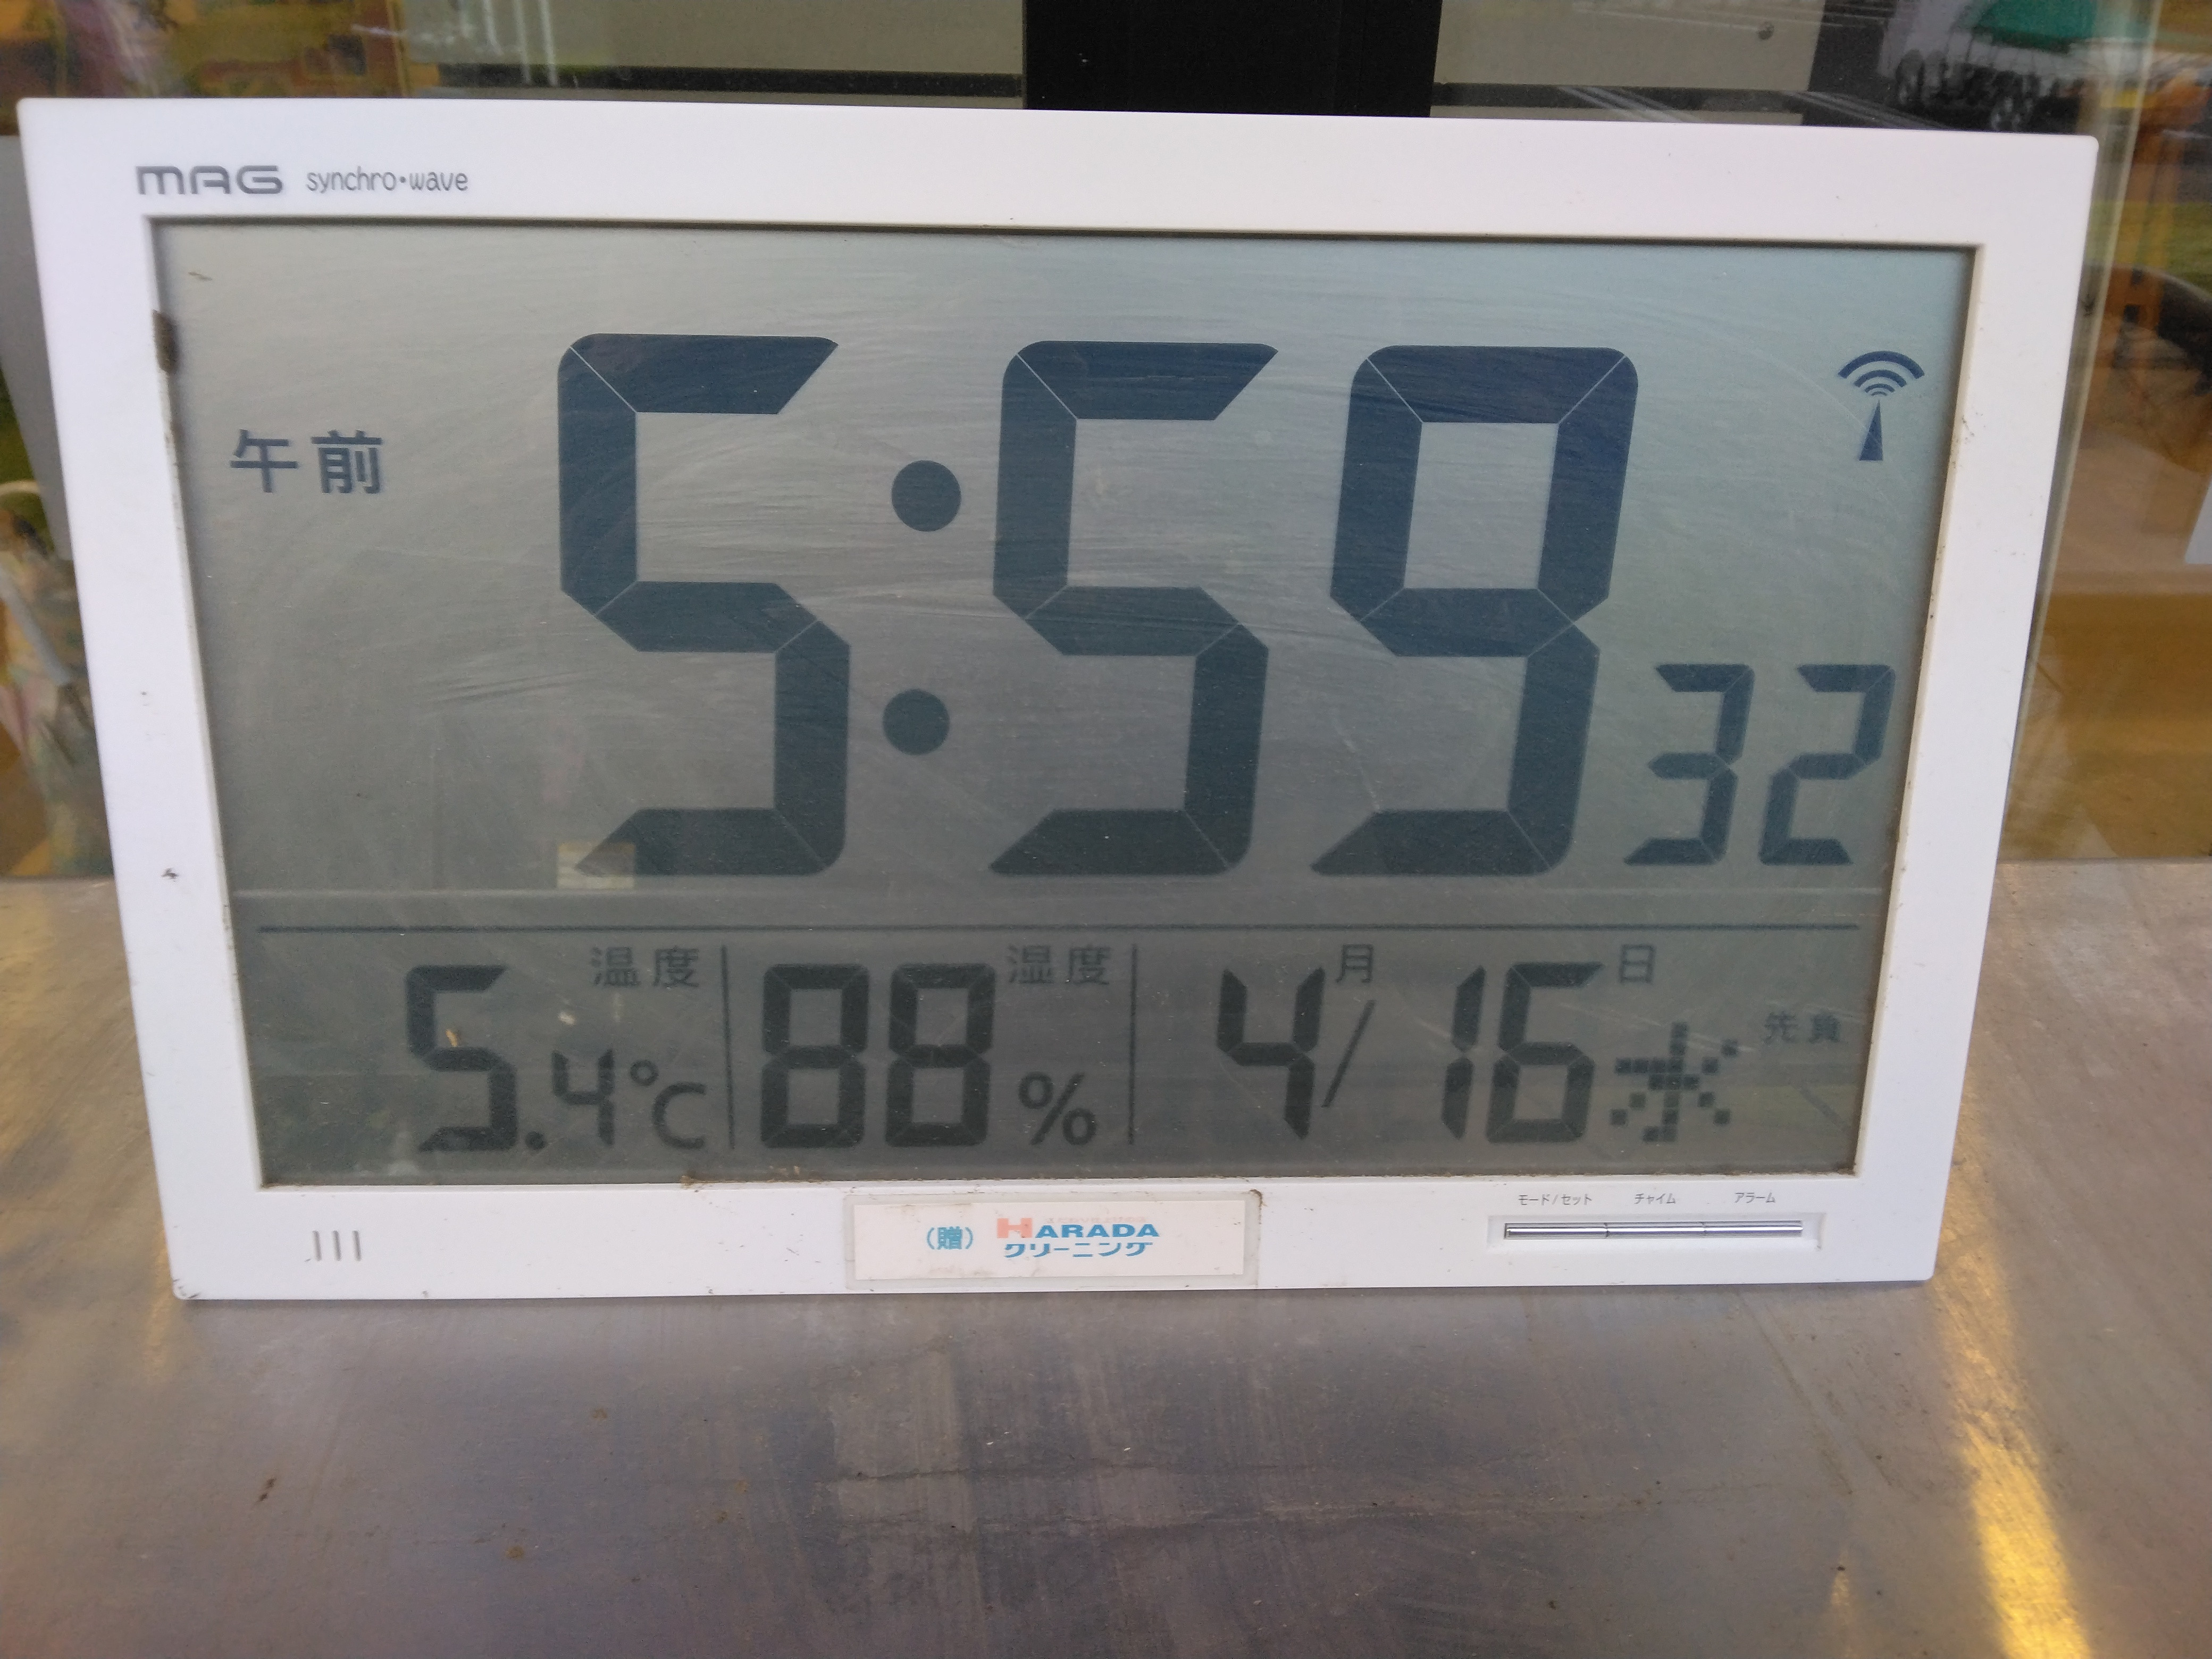 MAG synchro•wave
午前 5:59 32
温度 湿度 月 日
5.4℃ 88% 4/16 水 先負
モード/セット チャイム アラーム
(贈) HARADA
クリーニング